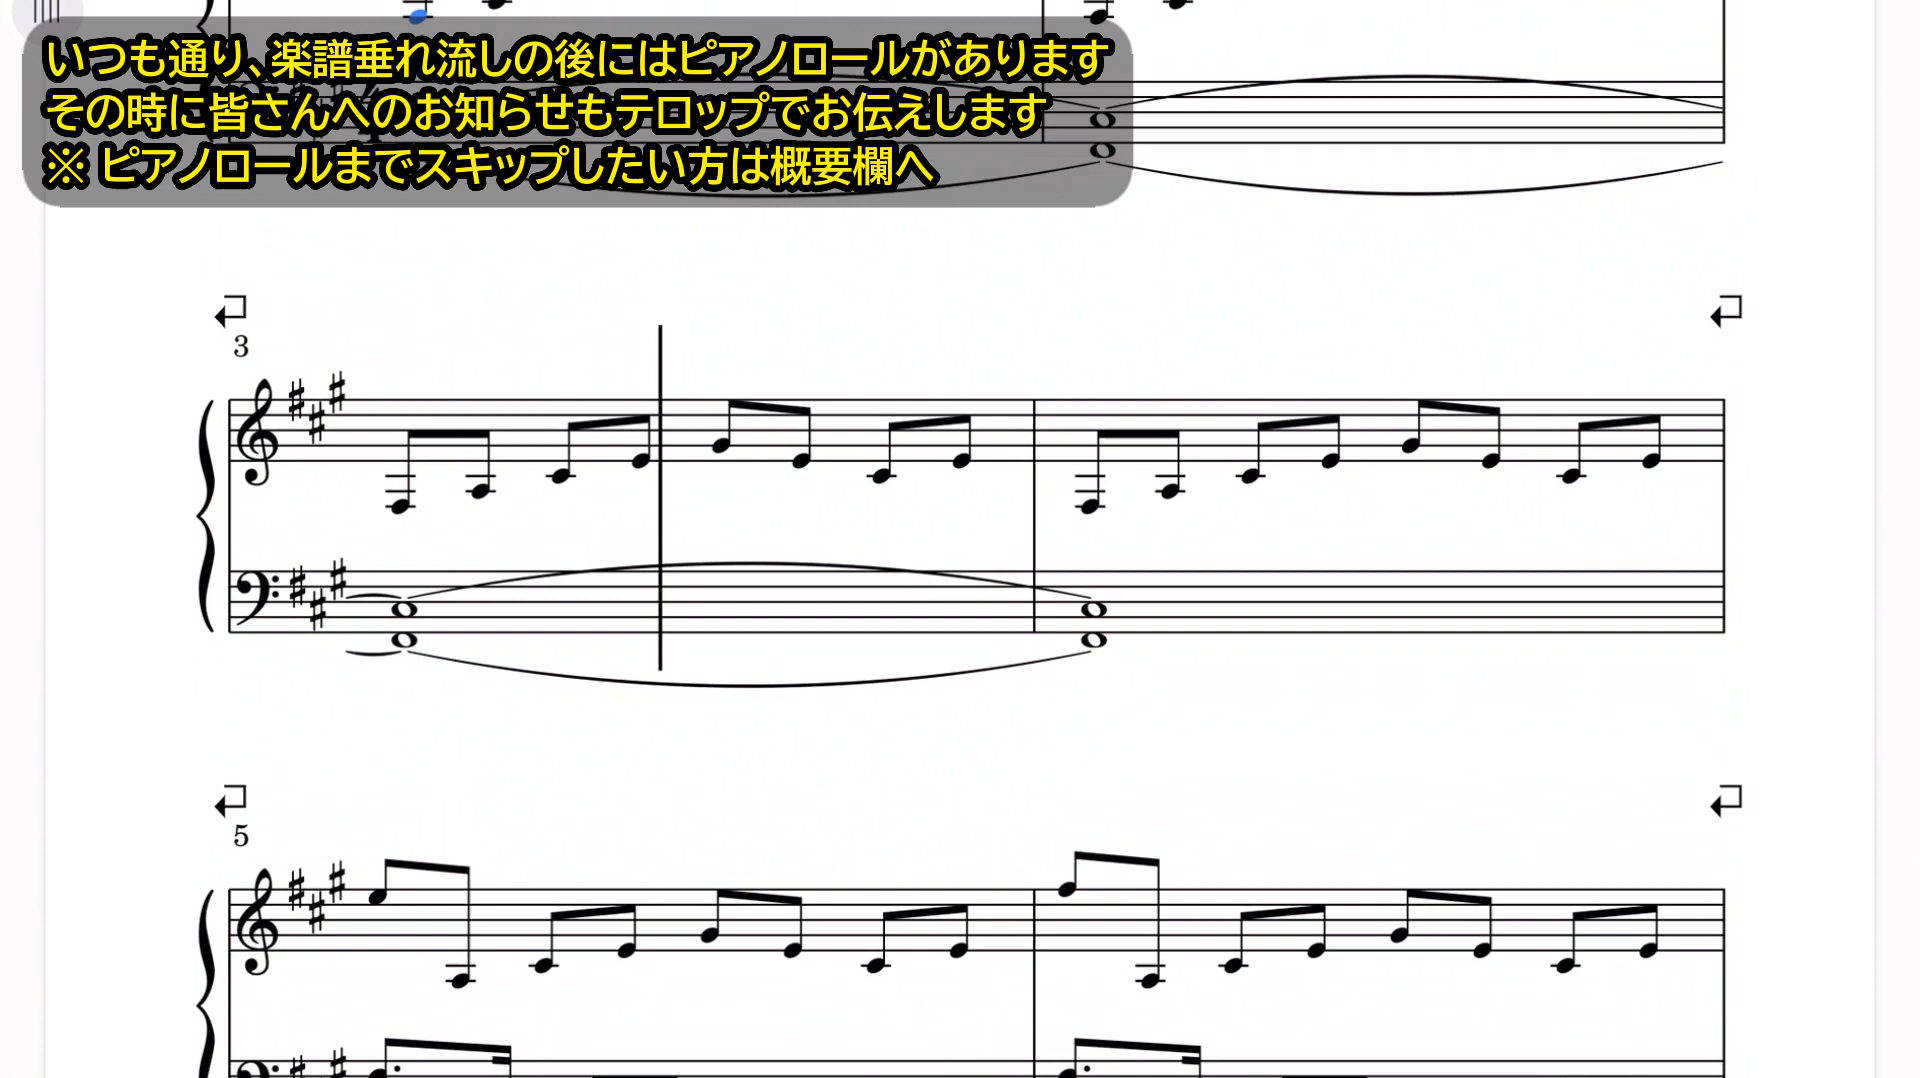 いつも通り、楽譜垂れ流しの後にはピアノロールがあります
その時に皆さんへのお知らせもテロップでお伝えします
※ ピアノロールまでスキップしたい方は概要欄へ
3
5